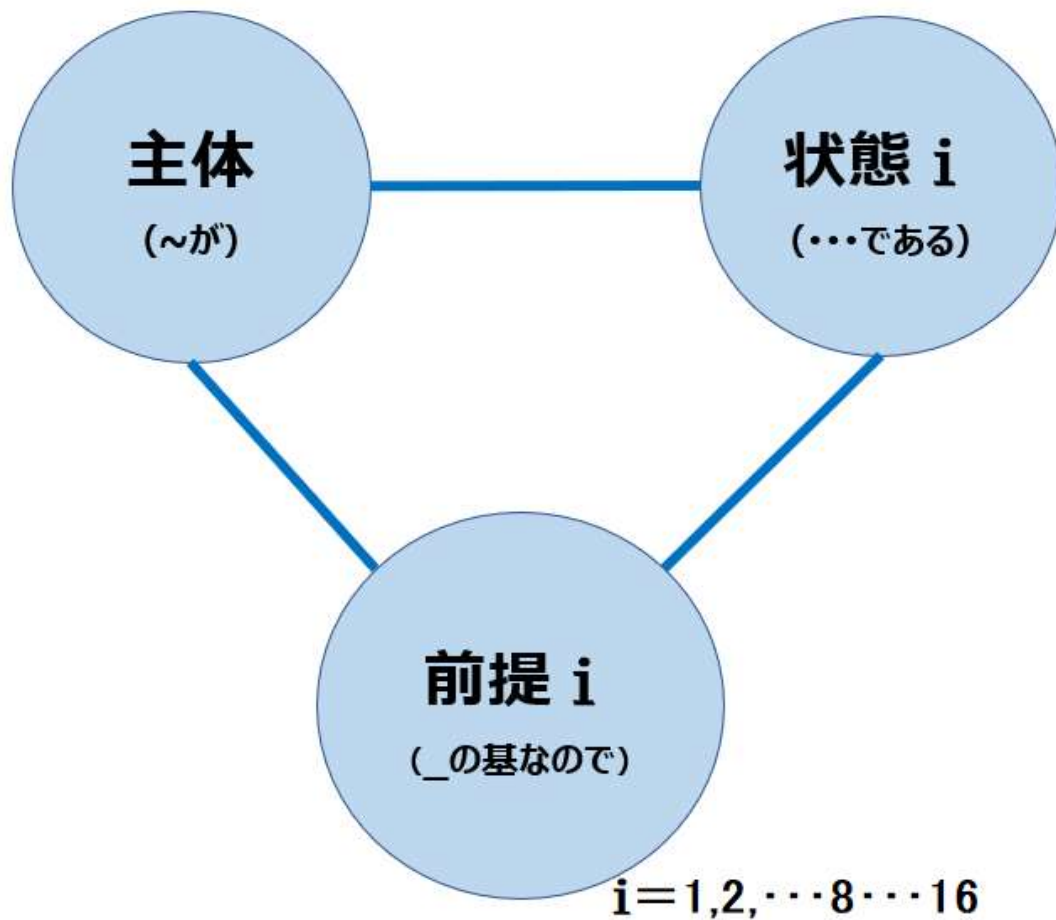 主体
(~が)
状態 i
(・・・である)
前提 i
(_の基なので)
i＝1,2,・・・8・・・16